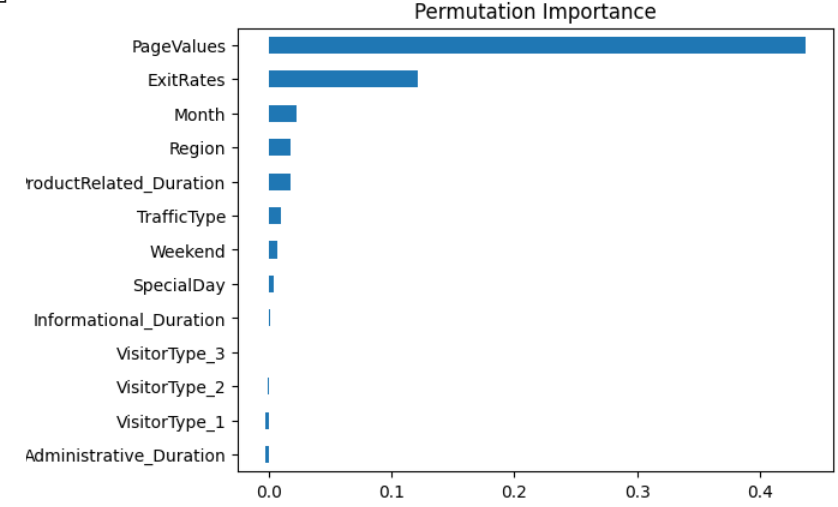 Permutation Importance
PageValues
ExitRates
Month
Region
roductRelated_Duration
TrafficType
Weekend
SpecialDay
Informational_Duration
VisitorType_3
VisitorType_2
VisitorType_1
Administrative_Duration
0.0 0.1 0.2 0.3 0.4